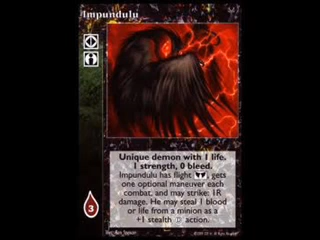 Impundulu
Unique demon with 1 life.
1 strength, 0 bleed.
Impundulu has flight, gets
one optional maneuver each
combat, and may strike: 1R
damage. He may steal 1 blood
or life from a minion as a
+1 stealth action.
3